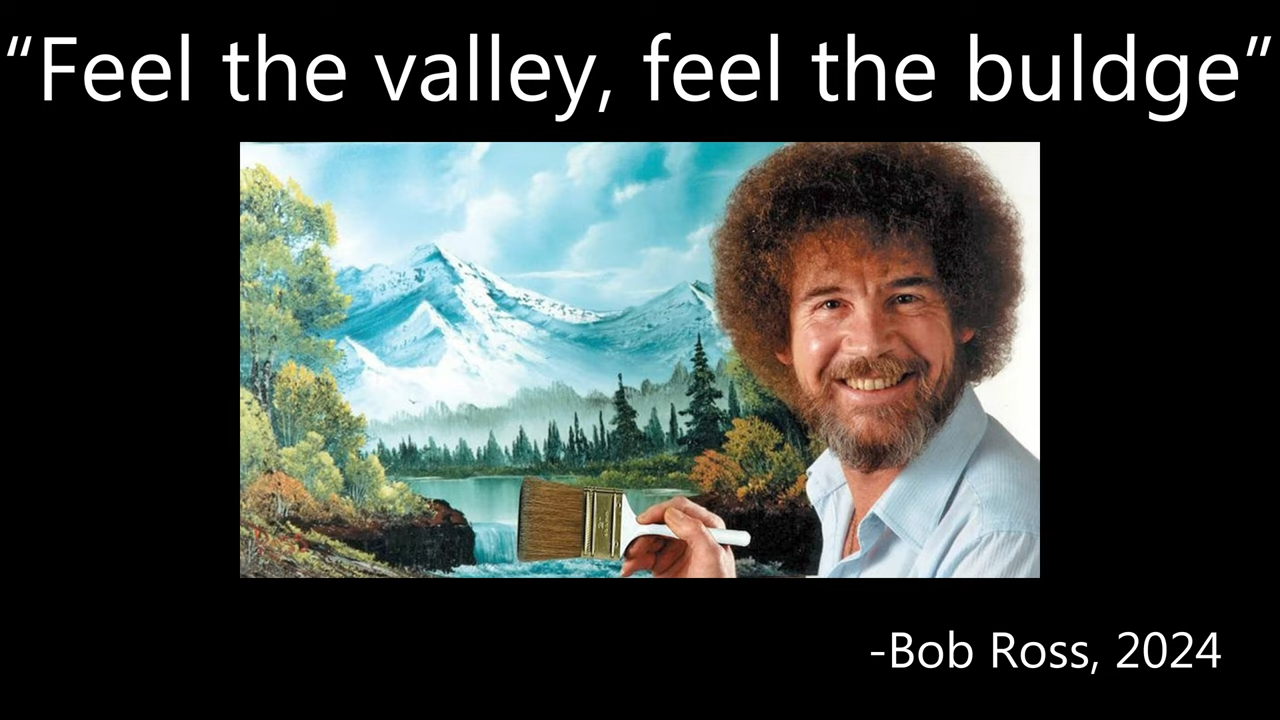 “Feel the valley, feel the buldge”
-Bob Ross, 2024